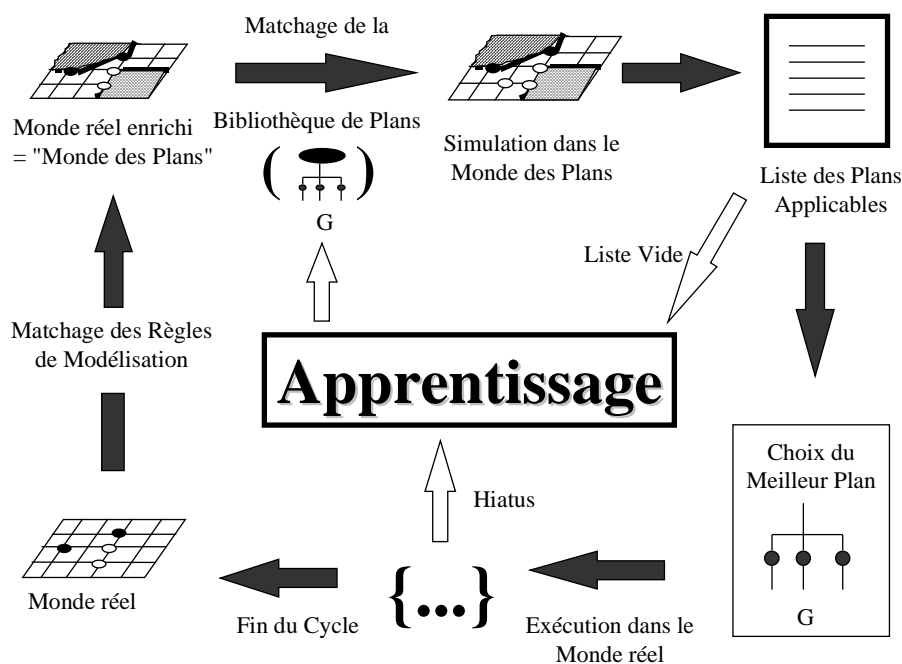 Matchage de la
Bibliothèque de Plans
G
Monde réel enrichi
= "Monde des Plans"
Simulation dans le
Monde des Plans
Liste des Plans
Applicables
Liste Vide
Matchage des Règles
de Modélisation
Apprentissage
Choix du
Meilleur Plan
G
Hiatus
{...}
Monde réel
Fin du Cycle
Exécution dans le
Monde réel